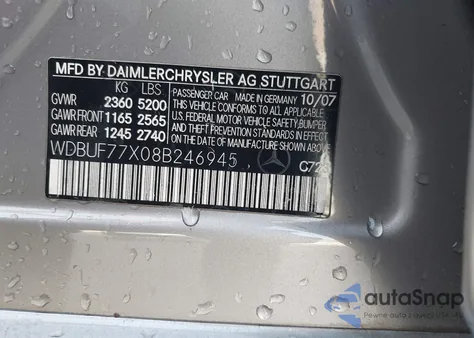 MFD BY DAIMLERCHRYSLER AG STUTTGART
KG LBS PASSENGER CAR MADE IN GERMANY 10/07
GVWR 2360 5200 THIS VEHICLE CONFORMS TO ALL
GAWR FRONT 1165 2565 APPLICABLE U.S.
GAWR REAR 1245 2740 FEDERAL MOTOR VEHICLE SAFETY, BUMPER
AND THEFT PREVENTION STANDARDS IN EFFECT ON
THE DATE OF MANUFACTURE SHOWN ABOVE
WDBUF77X08B246945
C72
autoSnap